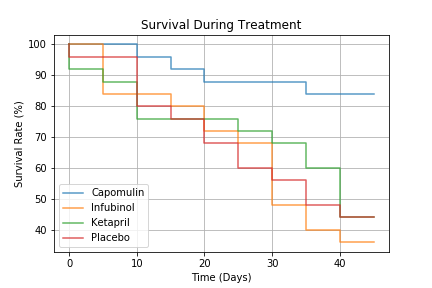 Survival During Treatment
100
90
80
70
60
50
40
Survival Rate (%)
Capomulin
Infubinol
Ketapril
Placebo
0
10
20
30
40
Time (Days)